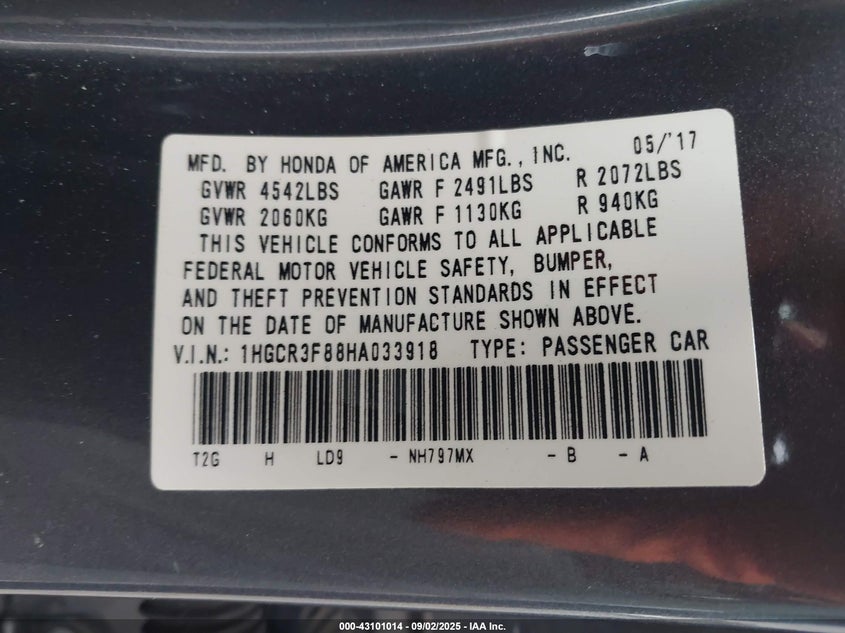 MFD. BY HONDA OF AMERICA MFG., INC. 05/'17
GVWR 4542LBS GAWR F 2491LBS R 2072LBS
GVWR 2060KG GAWR F 1130KG R 940KG
THIS VEHICLE CONFORMS TO ALL APPLICABLE
FEDERAL MOTOR VEHICLE SAFETY, BUMPER,
AND THEFT PREVENTION STANDARDS IN EFFECT
ON THE DATE OF MANUFACTURE SHOWN ABOVE.
V.I.N.: 1HGCR3F88HA033918 TYPE: PASSENGER CAR
T2G H LD9 - NH797MX - B - A
000-43101014 - 09/02/2025 - IAA Inc.